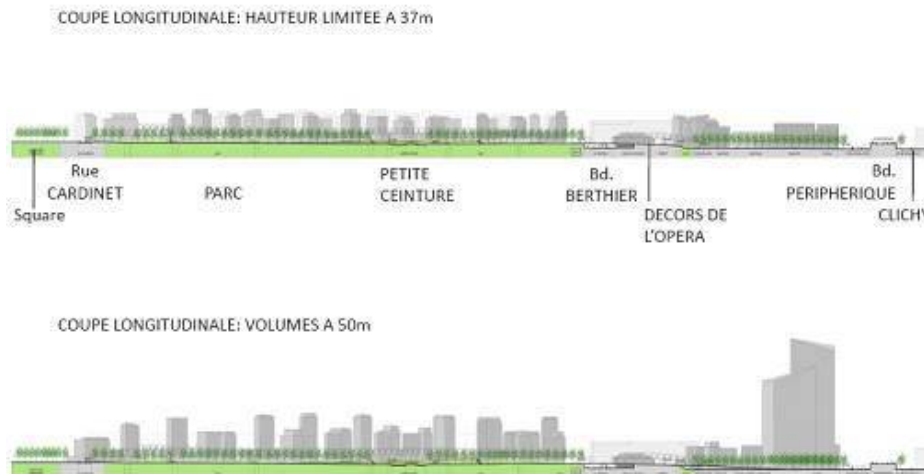 COUPE LONGITUDINALE: HAUTEUR LIMITEE A 37m
Rue
CARDINET
Square
PARC
PETITE
CEINTURE
Bd.
BERTHIER
DECORS DE
L'OPERA
Bd.
PERIPHERIQUE
CLICHY
COUPE LONGITUDINALE: VOLUMES A 50m